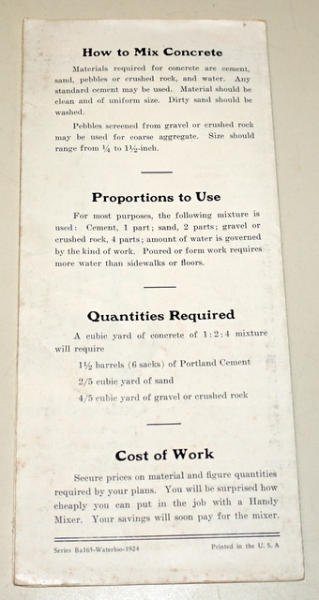 How to Mix Concrete
Materials required for concrete are cement,
sand, pebbles or crushed rock, and water. Any
standard cement may be used. Material should be
clean and of uniform size. Dirty sand should be
washed.
Pebbles screened from gravel or crushed rock
may be used for coarse aggregate. Size should
range from ¼ to 1½-inch.
Proportions to Use
For most purposes, the following mixture is
used: Cement, 1 part; sand, 2 parts; gravel or
crushed rock, 4 parts; amount of water is governed
by the kind of work. Poured or form work requires
more water than sidewalks or floors.
Quantities Required
A cubic yard of concrete of 1:2:4 mixture
will require
1½ barrels (6 sacks) of Portland Cement
2/5 cubic yard of sand
4/5 cubic yard of gravel or crushed rock
Cost of Work
Secure prices on material and figure quantities
required by your plans. You will be surprised how
cheaply you can put in the job with a Handy
Mixer. Your savings will soon pay for the mixer.
Series Ba165-Waterloo-1924 Printed in the U. S. A